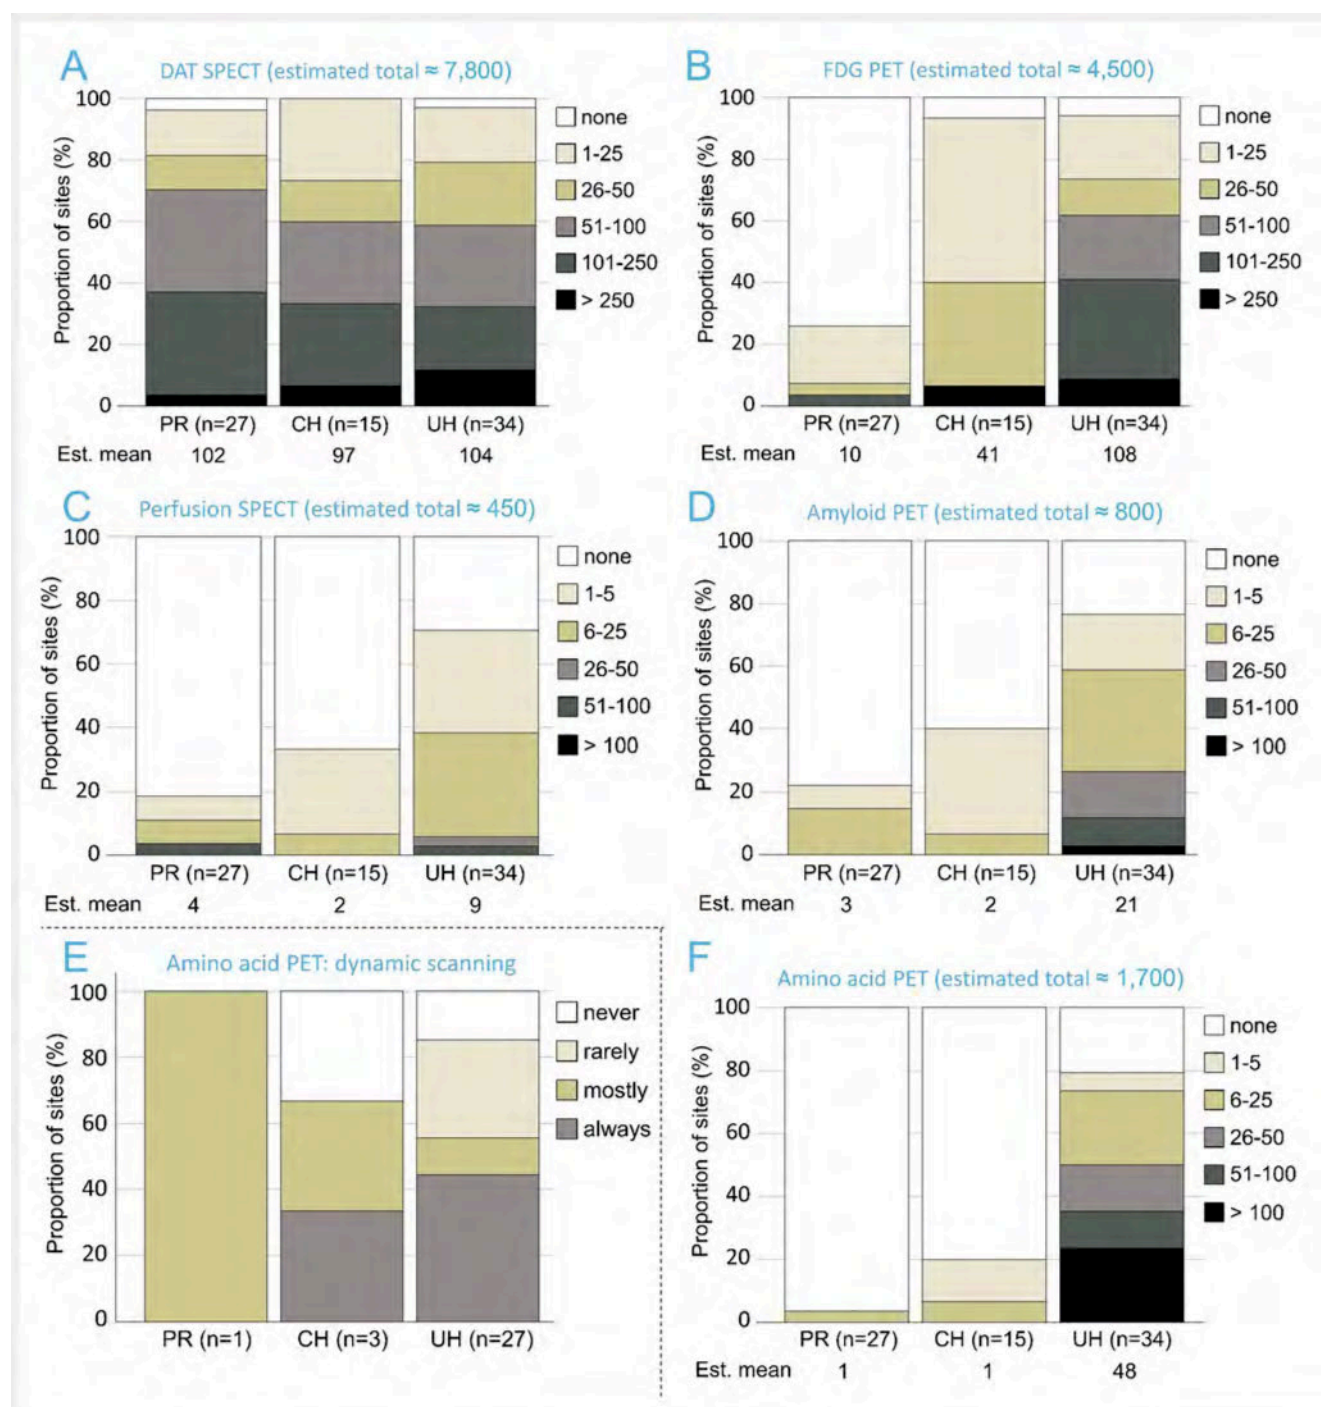 A
DAT SPECT (estimated total ≈ 7,800)
Proportion of sites (%)
100
80
60
40
20
0
none
1-25
26-50
51-100
101-250
> 250
PR (n=27) CH (n=15) UH (n=34)
Est. mean 102 97 104
B
FDG PET (estimated total ≈ 4,500)
Proportion of sites (%)
100
80
60
40
20
0
none
1-25
26-50
51-100
101-250
> 250
PR (n=27) CH (n=15) UH (n=34)
Est. mean 10 41 108
C
Perfusion SPECT (estimated total ≈ 450)
Proportion of sites (%)
100
80
60
40
20
0
none
1-5
6-25
26-50
51-100
> 100
PR (n=27) CH (n=15) UH (n=34)
Est. mean 4 2 9
D
Amyloid PET (estimated total ≈ 800)
Proportion of sites (%)
100
80
60
40
20
0
none
1-5
6-25
26-50
51-100
> 100
PR (n=27) CH (n=15) UH (n=34)
Est. mean 3 2 21
E
Amino acid PET: dynamic scanning
Proportion of sites (%)
100
80
60
40
20
0
never
rarely
mostly
always
PR (n=1) CH (n=3) UH (n=27)
F
Amino acid PET (estimated total ≈ 1,700)
Proportion of sites (%)
100
80
60
40
20
0
none
1-5
6-25
26-50
51-100
> 100
PR (n=27) CH (n=15) UH (n=34)
Est. mean 1 1 48